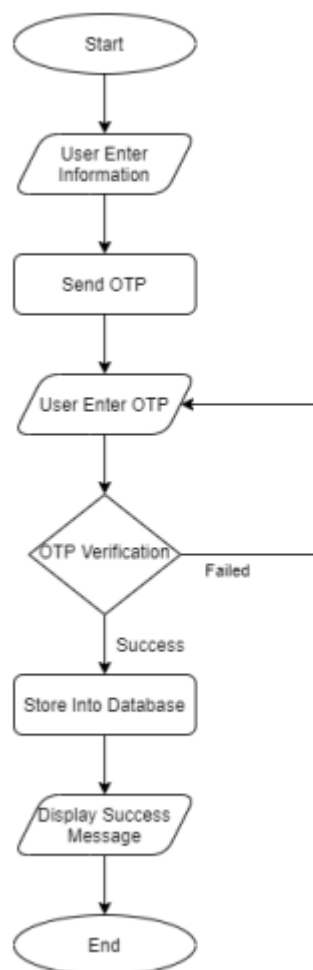 Start
User Enter
Information
Send OTP
User Enter OTP
OTP Verification
Failed
Success
Store Into Database
Display Success
Message
End